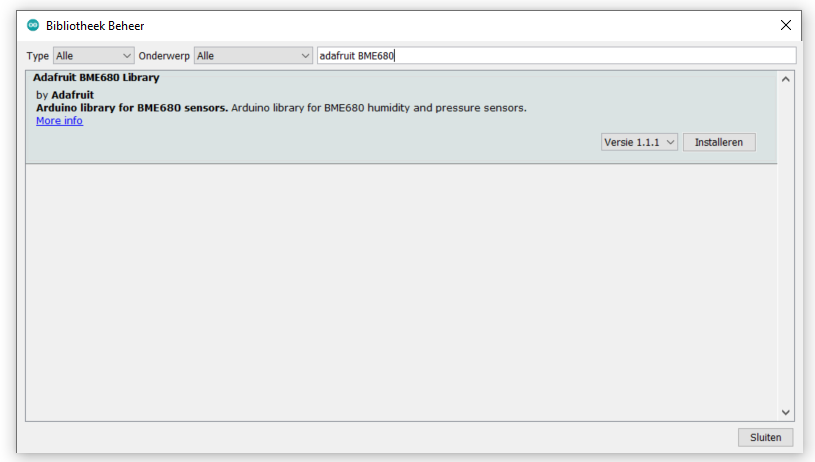 Bibliotheek Beheer
Type Alle Onderwerp Alle adafruit BME680
Adafruit BME680 Library
by Adafruit
Arduino library for BME680 sensors. Arduino library for BME680 humidity and pressure sensors.
More info
Versie 1.1.1 Installeren
Sluiten